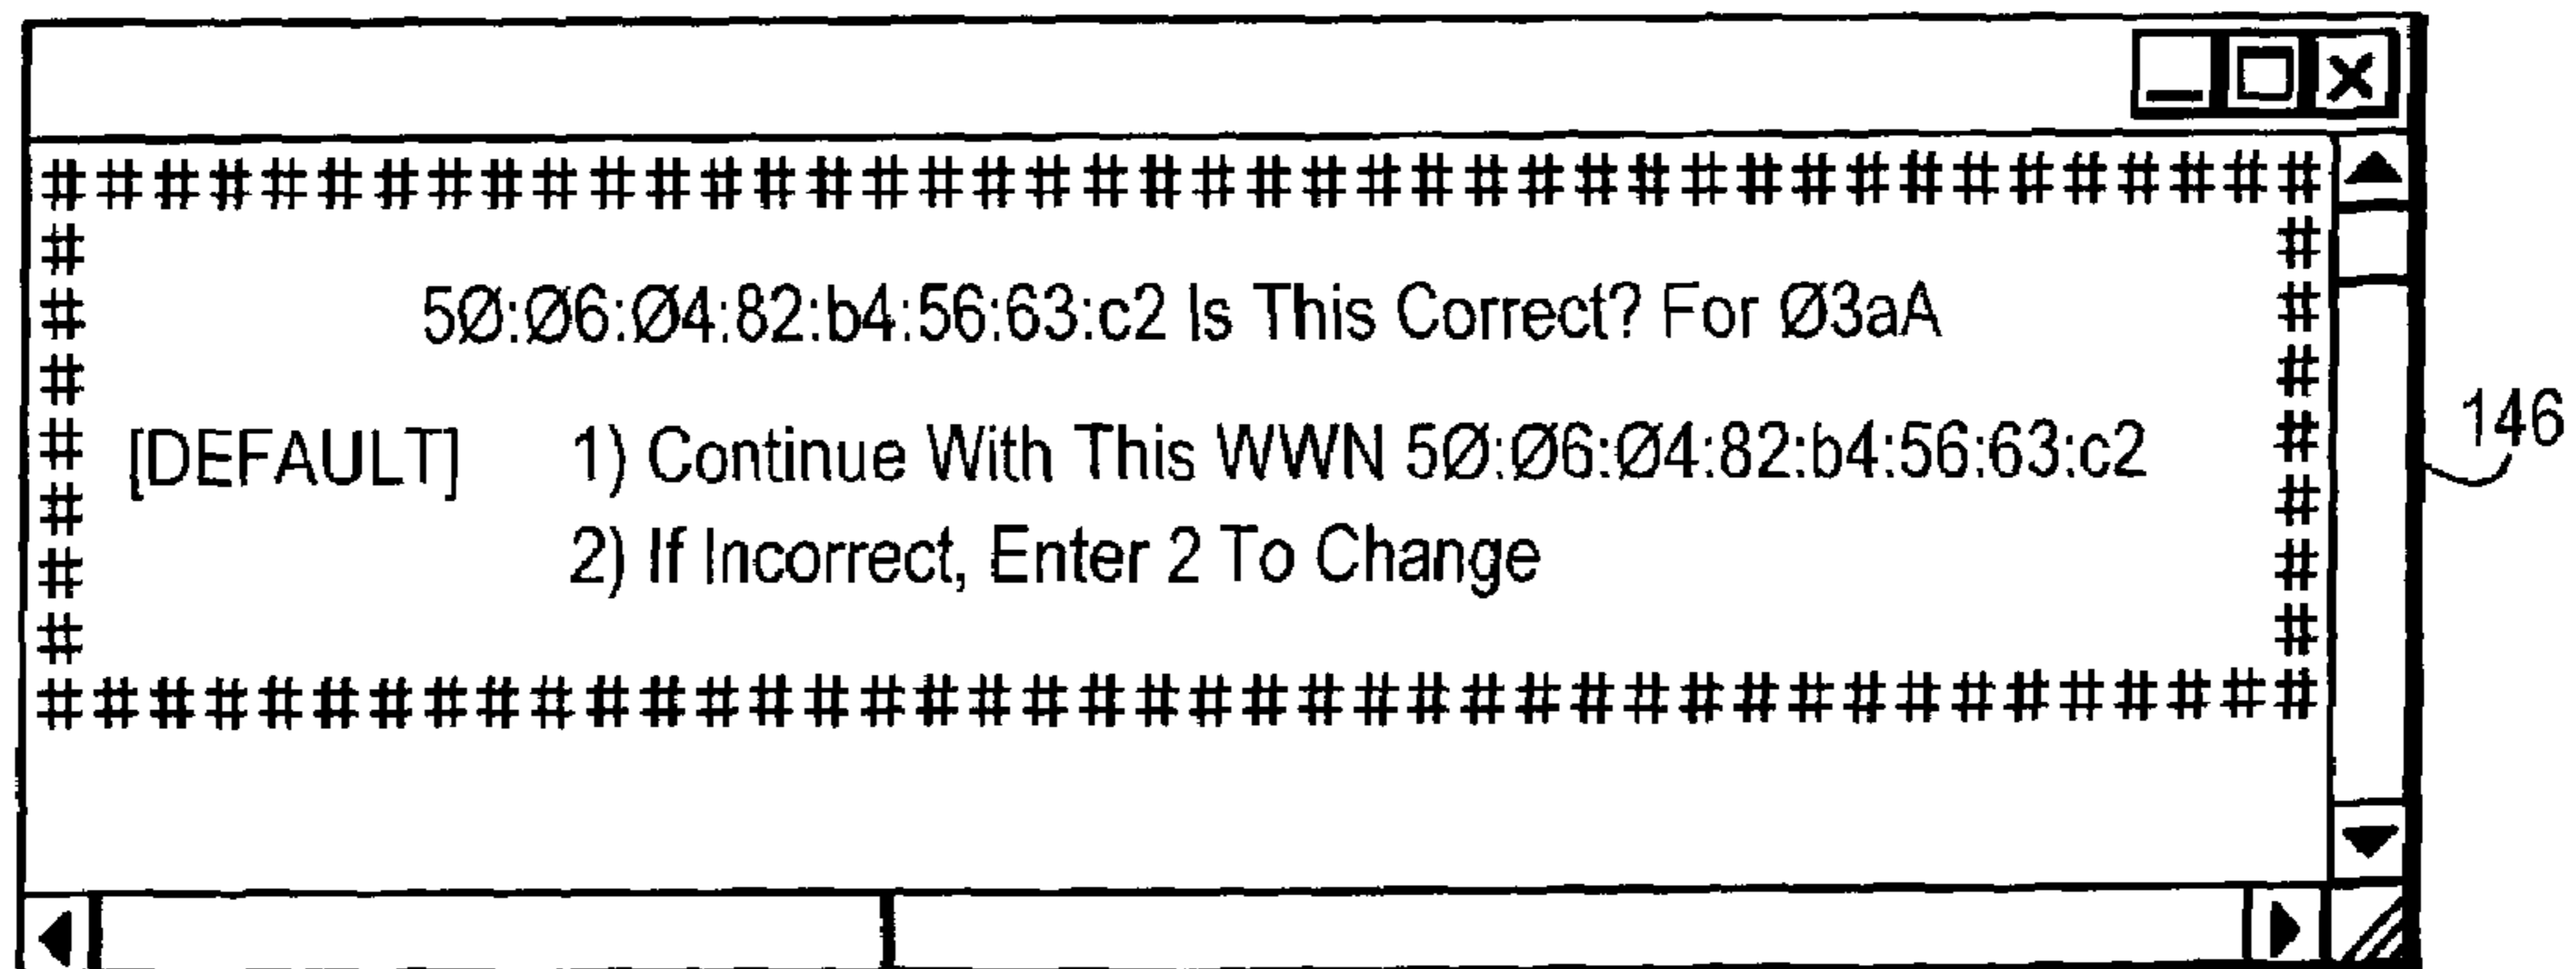 # # # # # # # # # # # # # # # # # # # # # # # # # # # # # # # # # # # # # # # # # #
# #
# 5Ø:Ø6:Ø4:82:b4:56:63:c2 Is This Correct? For Ø3aA #
# #
# [DEFAULT] 1) Continue With This WWN 5Ø:Ø6:Ø4:82:b4:56:63:c2 #
146
# #
# 2) If Incorrect, Enter 2 To Change #
# #
# # # # # # # # # # # # # # # # # # # # # # # # # # # # # # # # # # # # # # # # # #